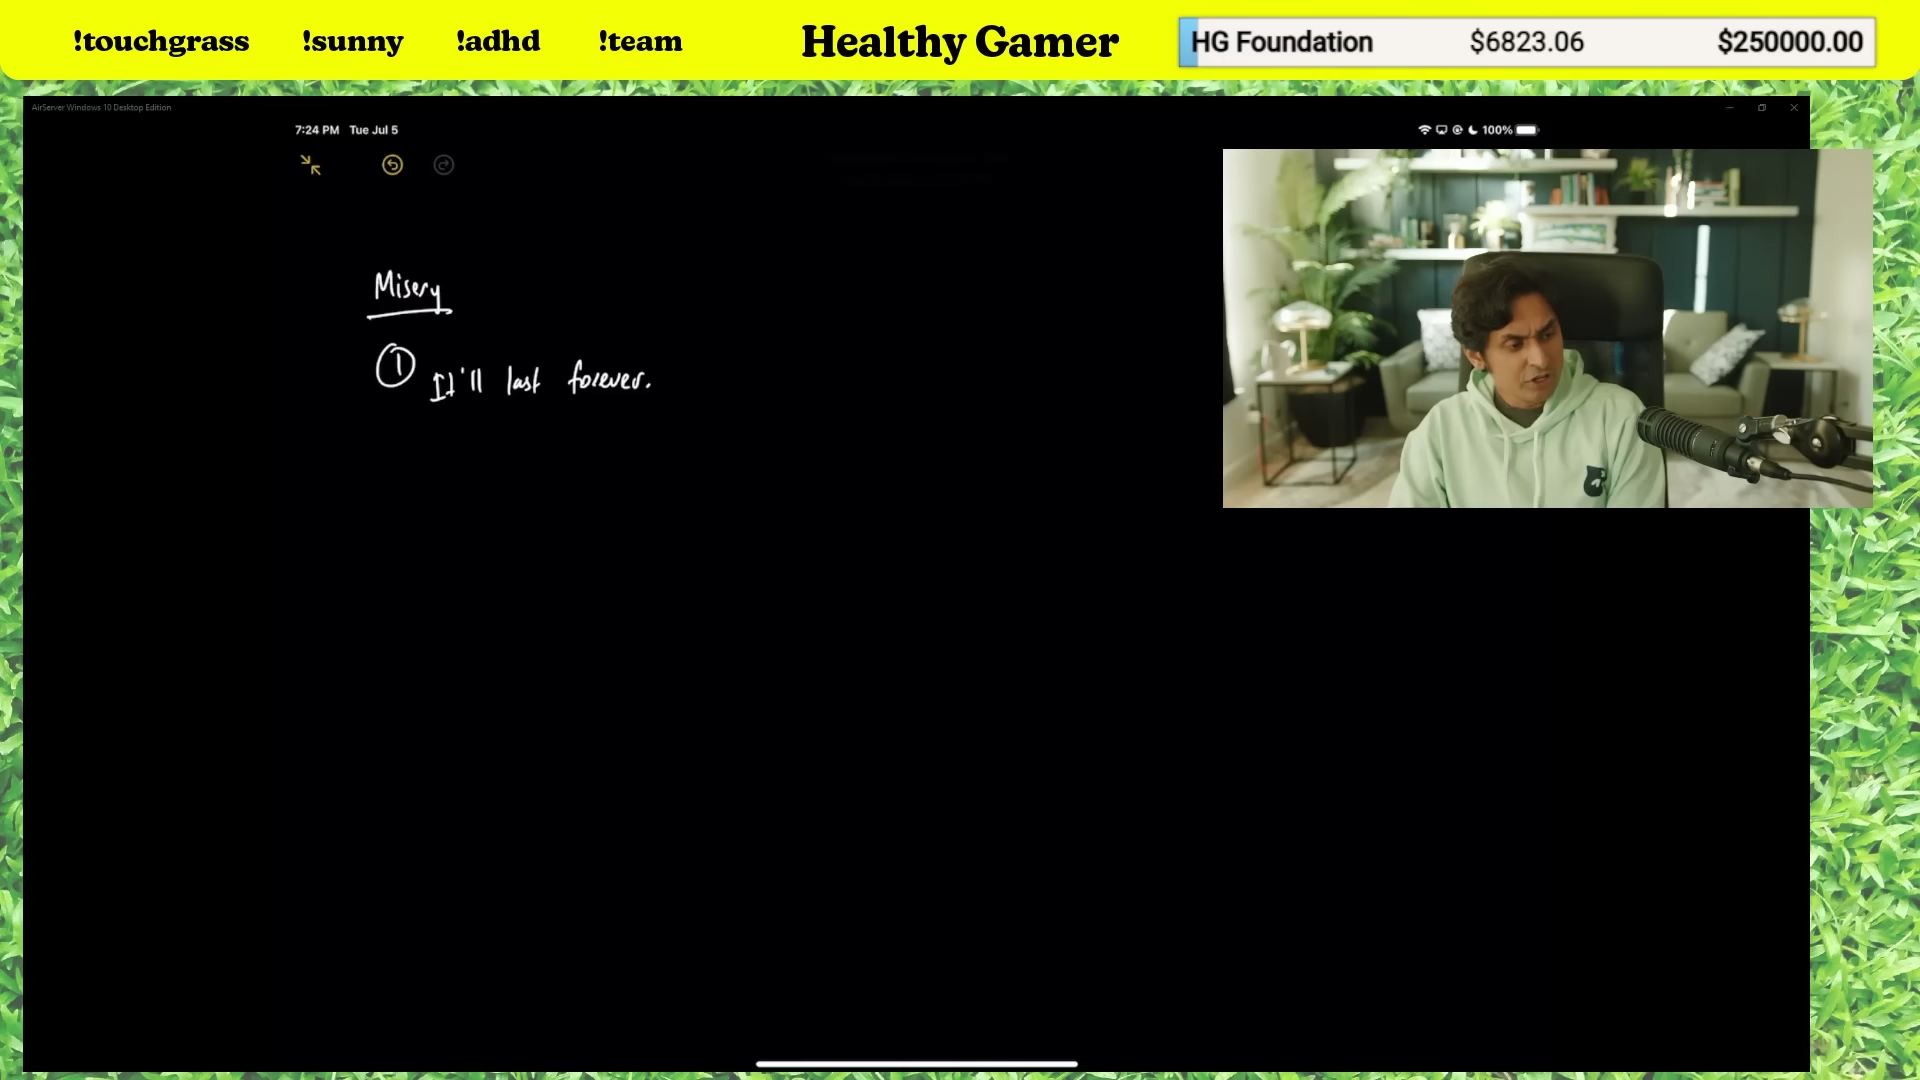 !touchgrass !sunny !adhd !team Healthy Gamer HG Foundation $6823.06 $250000.00
AirServer Windows 10 Desktop Edition
7:24 PM Tue Jul 5 100%
Misery
1 It'll last forever.